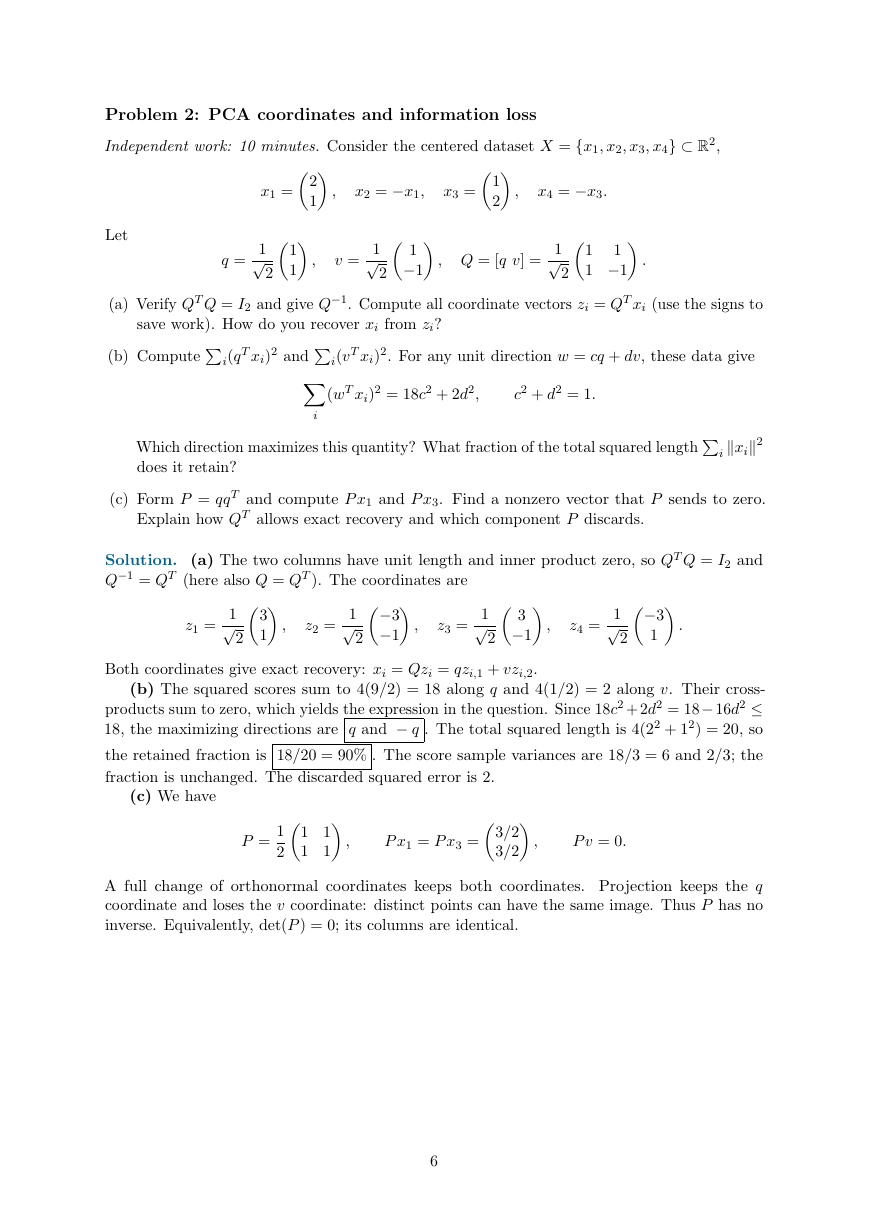 Problem 2: PCA coordinates and information loss
Independent work: 10 minutes. Consider the centered dataset X = {x₁, x₂, x₃, x₄} ⊂ ℝ²,
x₁ = (2 1), x₂ = −x₁, x₃ = (1 2), x₄ = −x₃.
Let
q = 1/√2 (1 1), v = 1/√2 (1 −1), Q = [q v] = 1/√2 (1 1 1 −1).
(a) Verify QᵀQ = I₂ and give Q⁻¹. Compute all coordinate vectors zᵢ = Qᵀxᵢ (use the signs to
save work). How do you recover xᵢ from zᵢ?
(b) Compute ∑ᵢ(qᵀxᵢ)² and ∑ᵢ(vᵀxᵢ)². For any unit direction w = cq + dv, these data give
∑ᵢ (wᵀxᵢ)² = 18c² + 2d², c² + d² = 1.
Which direction maximizes this quantity? What fraction of the total squared length ∑ᵢ ‖xᵢ‖²
does it retain?
(c) Form P = qqᵀ and compute Px₁ and Px₃. Find a nonzero vector that P sends to zero.
Explain how Qᵀ allows exact recovery and which component P discards.
Solution. (a) The two columns have unit length and inner product zero, so QᵀQ = I₂ and
Q⁻¹ = Qᵀ (here also Q = Qᵀ). The coordinates are
z₁ = 1/√2 (3 1), z₂ = 1/√2 (−3 −1), z₃ = 1/√2 (3 −1), z₄ = 1/√2 (−3 1).
Both coordinates give exact recovery: xᵢ = Qzᵢ = qzᵢ,₁ + vzᵢ,₂.
(b) The squared scores sum to 4(9/2) = 18 along q and 4(1/2) = 2 along v. Their cross-
products sum to zero, which yields the expression in the question. Since 18c² + 2d² = 18 − 16d² ≤
18, the maximizing directions are q and − q. The total squared length is 4(2² + 1²) = 20, so
the retained fraction is 18/20 = 90%. The score sample variances are 18/3 = 6 and 2/3; the
fraction is unchanged. The discarded squared error is 2.
(c) We have
P = 1/2 (1 1 1 1), Px₁ = Px₃ = (3/2 3/2), Pv = 0.
A full change of orthonormal coordinates keeps both coordinates. Projection keeps the q
coordinate and loses the v coordinate: distinct points can have the same image. Thus P has no
inverse. Equivalently, det(P) = 0; its columns are identical.
6